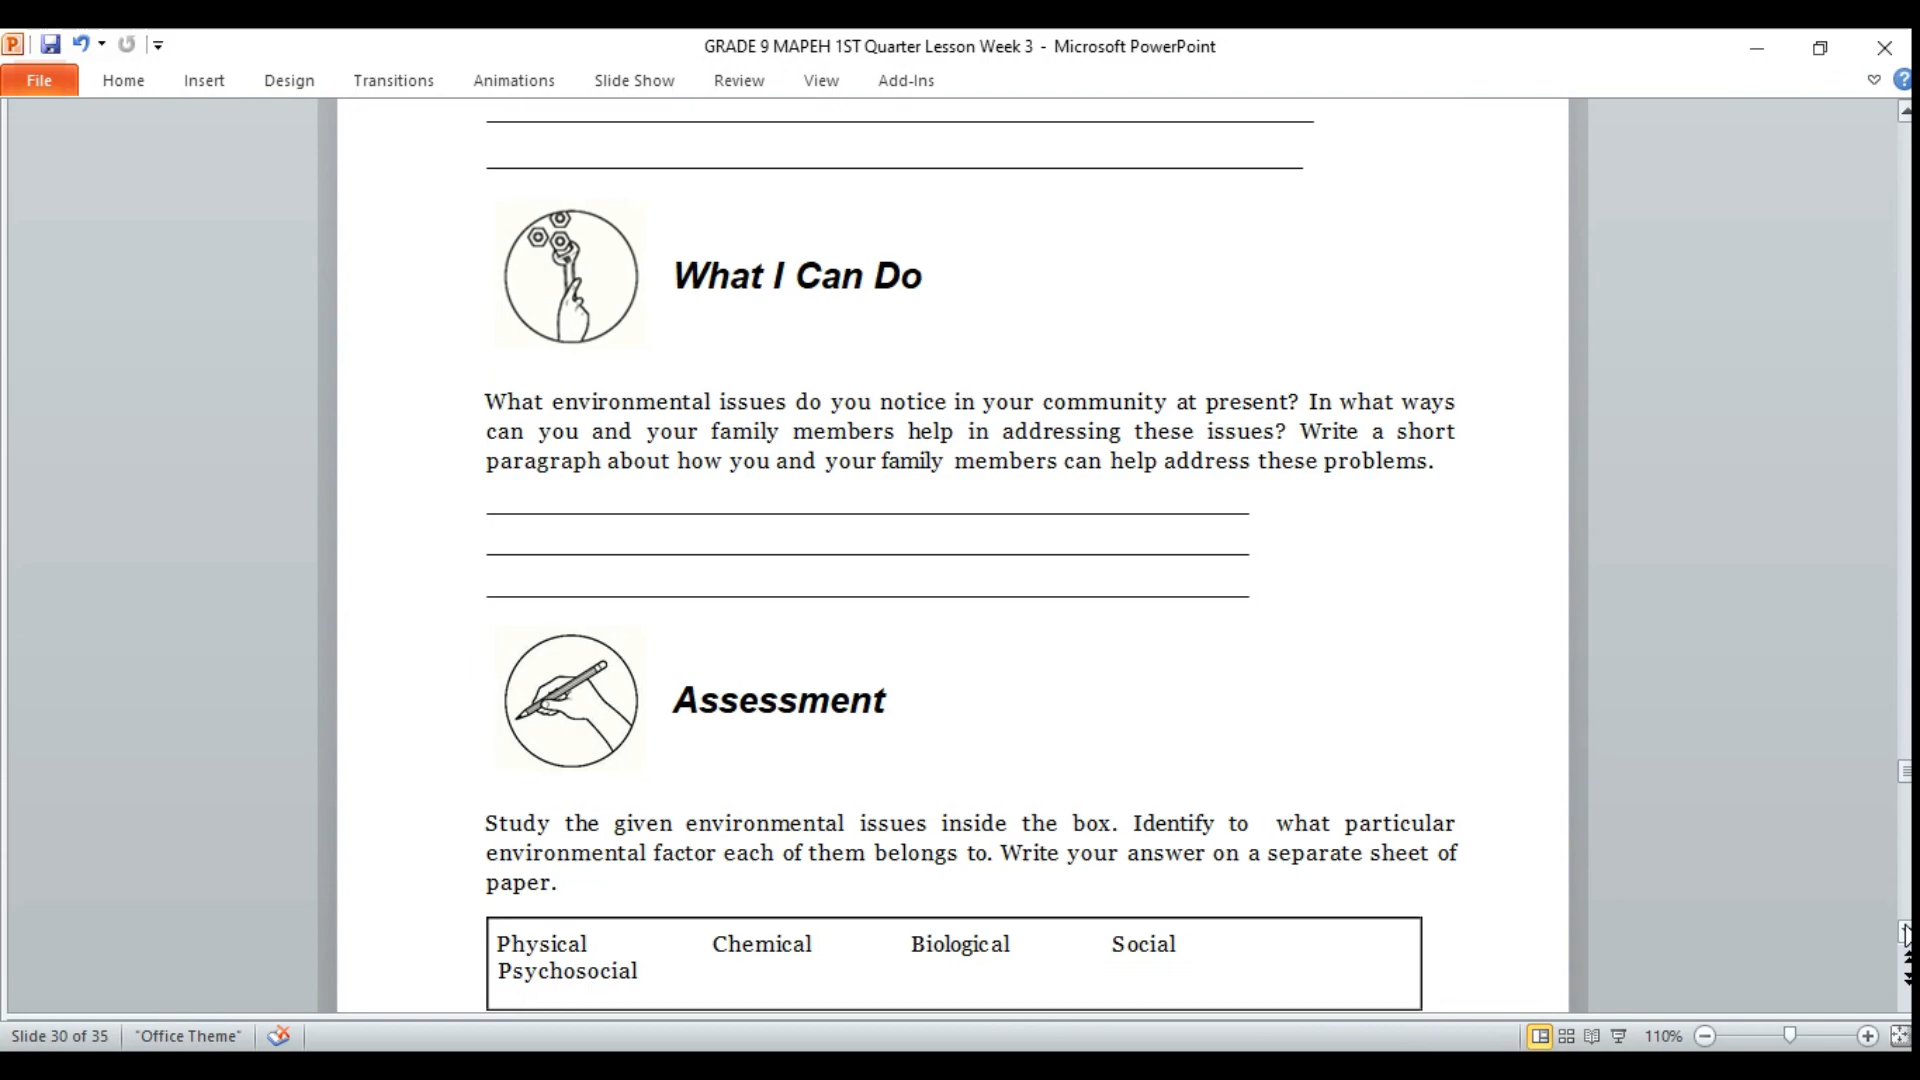 GRADE 9 MAPEH 1ST Quarter Lesson Week 3 - Microsoft PowerPoint
File Home Insert Design Transitions Animations Slide Show Review View Add-Ins
What I Can Do
What environmental issues do you notice in your community at present? In what ways
can you and your family members help in addressing these issues? Write a short
paragraph about how you and your family members can help address these problems.
Assessment
Study the given environmental issues inside the box. Identify to what particular
environmental factor each of them belongs to. Write your answer on a separate sheet of
paper.
Physical Chemical Biological Social
Psychosocial
Slide 30 of 35 "Office Theme" 110%